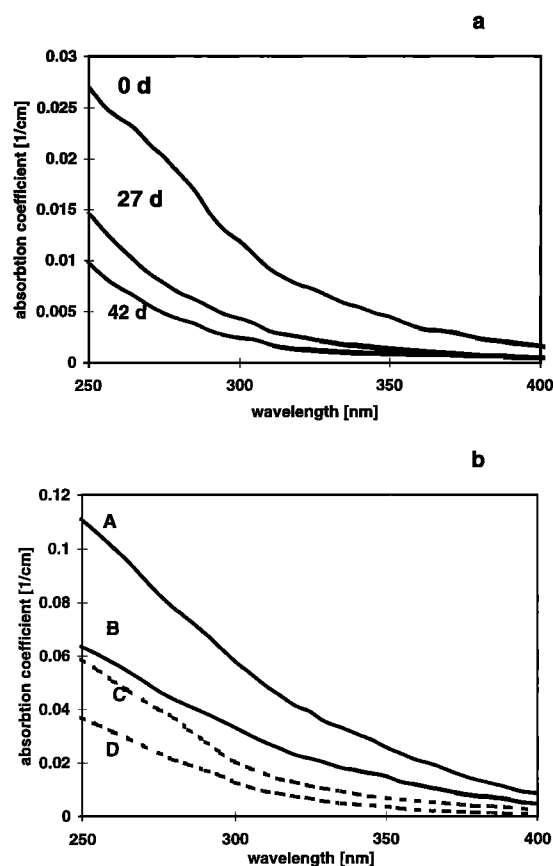 a
0.03
0 d
0.025
0.02
27 d
0.015
0.01
0.005
42 d
0
250
300
350
400
absorbtion coefficient [1/cm]
wavelength [nm]
b
0.12
A
0.1
0.08
B
0.06
C
0.04
D
0.02
0
250
300
350
400
absorbtion coefficient [1/cm]
wavelength [nm]